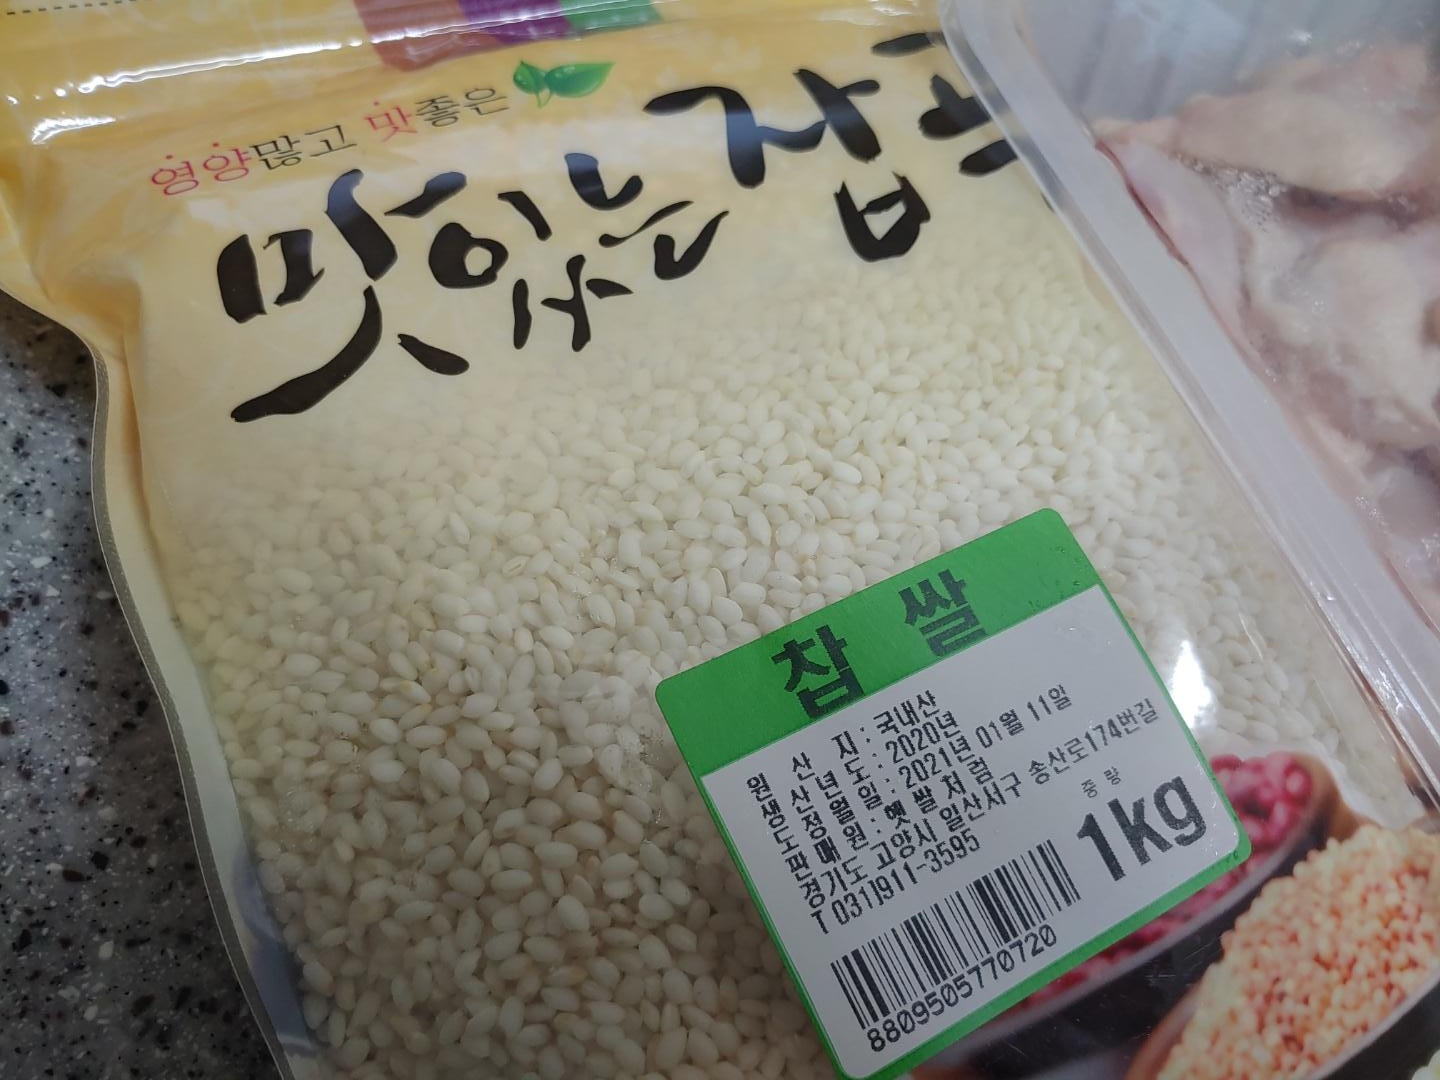 영양많고 맛좋은
맛있는 잡
찹 쌀
원 산 지 : 국내산
생 산 년 도 : 2020년
도 정 월 일 : 2021년 01월 11일
판 매 원 : 햇 쌀 처 럼
경기도 고양시 일산서구 송산로174번길
T 031)911-3595
중 량
1kg
8809505770720